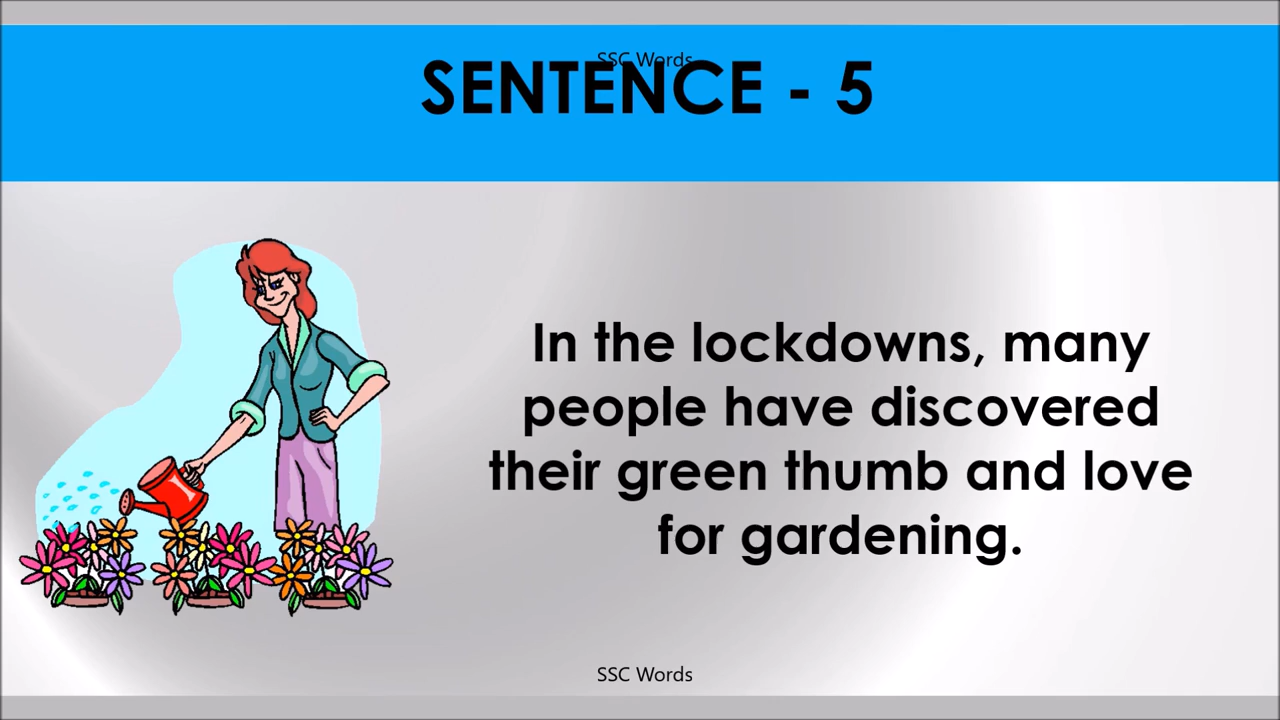 SSC Words
SENTENCE - 5
In the lockdowns, many
people have discovered
their green thumb and love
for gardening.
SSC Words